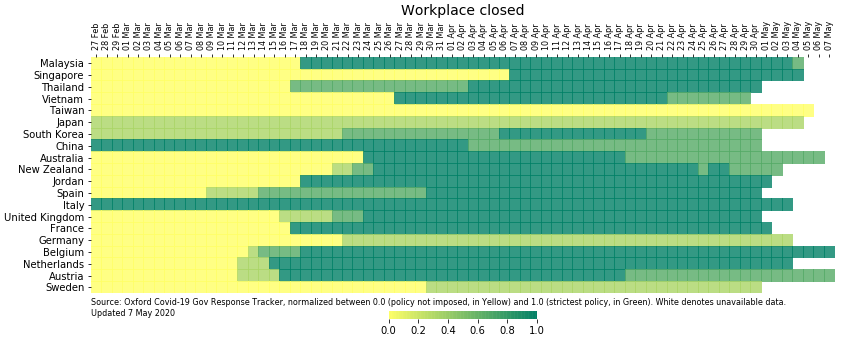 Workplace closed
27 Feb
28 Feb
29 Feb
01 Mar
02 Mar
03 Mar
04 Mar
05 Mar
06 Mar
07 Mar
08 Mar
09 Mar
10 Mar
11 Mar
12 Mar
13 Mar
14 Mar
15 Mar
16 Mar
17 Mar
18 Mar
19 Mar
20 Mar
21 Mar
22 Mar
23 Mar
24 Mar
25 Mar
26 Mar
27 Mar
28 Mar
29 Mar
30 Mar
31 Mar
01 Apr
02 Apr
03 Apr
04 Apr
05 Apr
06 Apr
07 Apr
08 Apr
09 Apr
10 Apr
11 Apr
12 Apr
13 Apr
14 Apr
15 Apr
16 Apr
17 Apr
18 Apr
19 Apr
20 Apr
21 Apr
22 Apr
23 Apr
24 Apr
25 Apr
26 Apr
27 Apr
28 Apr
29 Apr
30 Apr
01 May
02 May
03 May
04 May
05 May
06 May
07 May
Malaysia
Singapore
Thailand
Vietnam
Taiwan
Japan
South Korea
China
Australia
New Zealand
Jordan
Spain
Italy
United Kingdom
France
Germany
Belgium
Netherlands
Austria
Sweden
Source: Oxford Covid-19 Gov Response Tracker, normalized between 0.0 (policy not imposed, in Yellow) and 1.0 (strictest policy, in Green). White denotes unavailable data.
Updated 7 May 2020
0.0 0.2 0.4 0.6 0.8 1.0